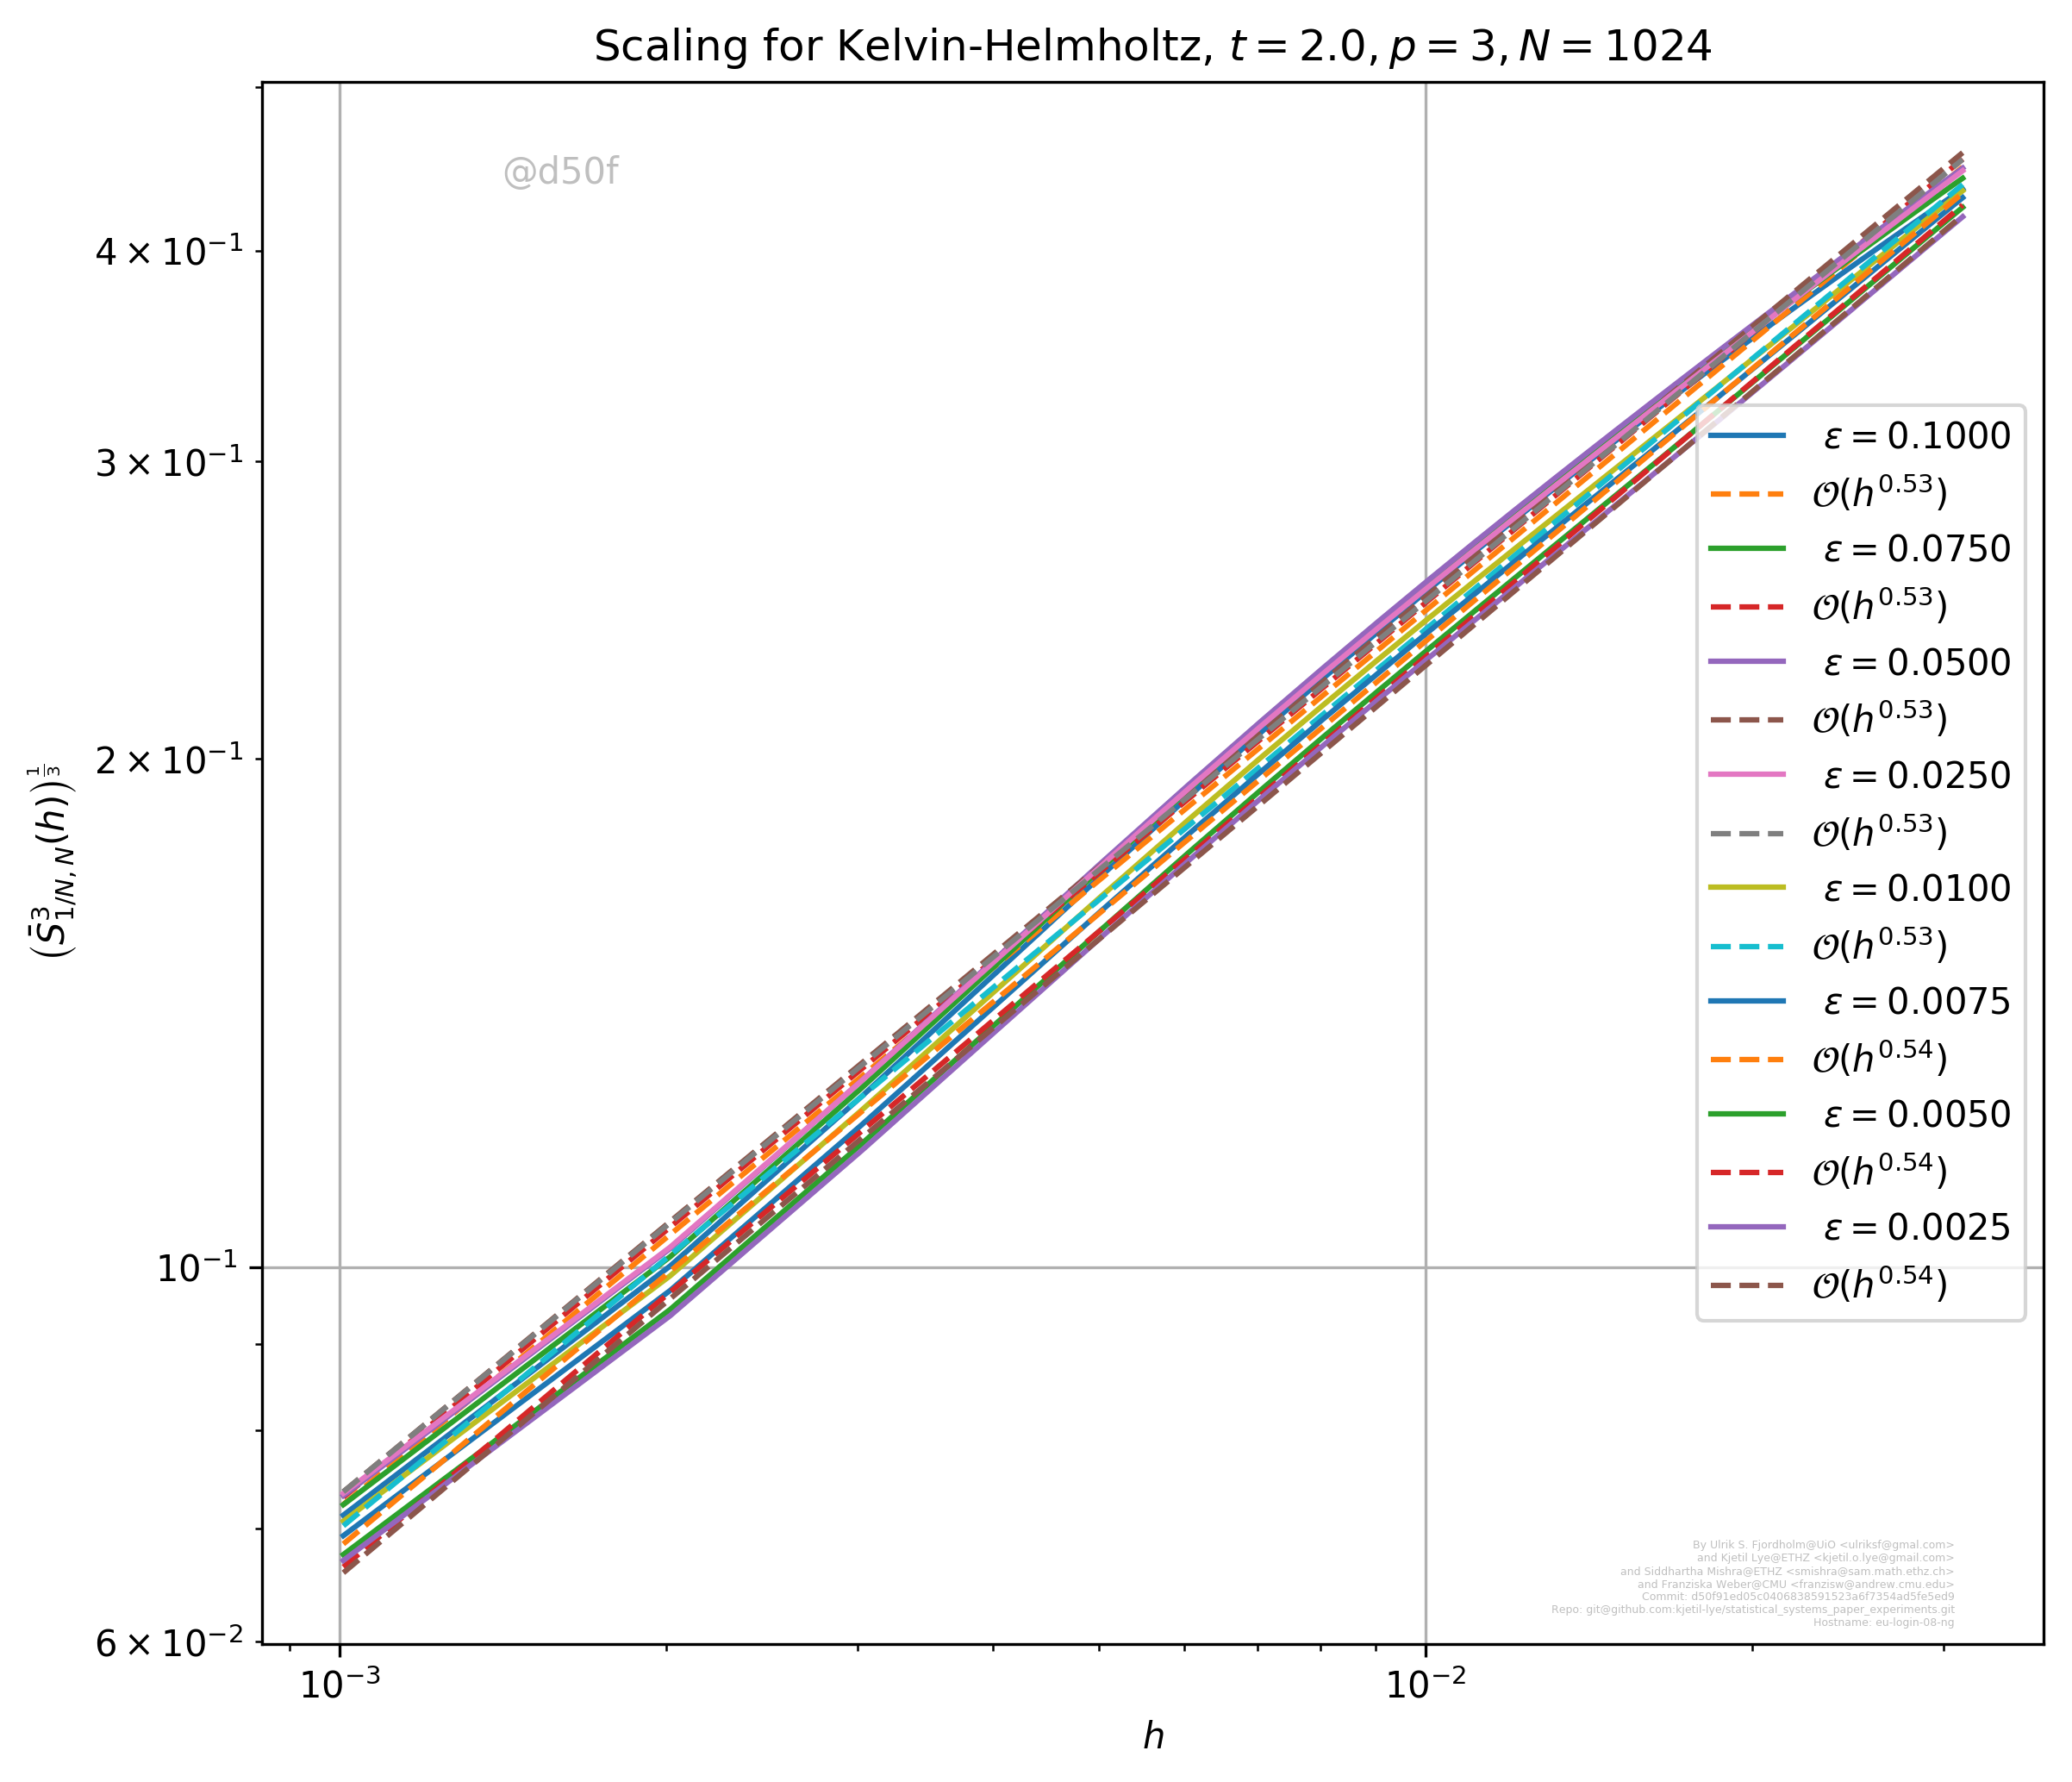 Scaling for Kelvin-Helmholtz, t = 2.0, p = 3, N = 1024
@d50f
4 × 10⁻¹
3 × 10⁻¹
2 × 10⁻¹
10⁻¹
6 × 10⁻²
(S̄³₁/N, N(h))^(1/3)
ε = 0.1000
𝒪(h^0.53)
ε = 0.0750
𝒪(h^0.53)
ε = 0.0500
𝒪(h^0.53)
ε = 0.0250
𝒪(h^0.53)
ε = 0.0100
𝒪(h^0.53)
ε = 0.0075
𝒪(h^0.54)
ε = 0.0050
𝒪(h^0.54)
ε = 0.0025
𝒪(h^0.54)
By Ulrik S. Fjordholm@UiO <ulriksf@gmal.com>
and Kjetil Lye@ETHZ <kjetil.o.lye@gmail.com>
and Siddhartha Mishra@ETHZ <smishra@sam.math.ethz.ch>
and Franziska Weber@CMU <franzisw@andrew.cmu.edu>
Commit: d50f91ed05c0406838591523a6f7354ad5fe5ed9
Repo: git@github.com:kjetil-lye/statistical_systems_paper_experiments.git
Hostname: eu-login-08-ng
10⁻³
10⁻²
h